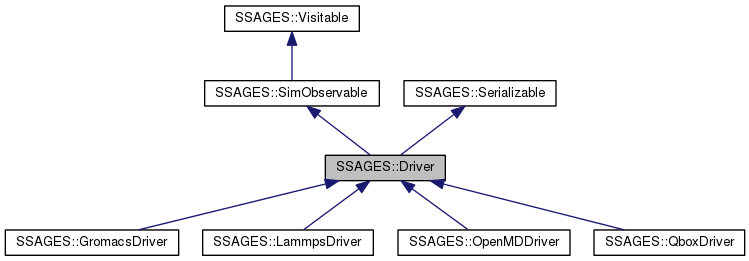 SSAGES::Visitable
SSAGES::SimObservable
SSAGES::Serializable
SSAGES::Driver
SSAGES::GromacsDriver
SSAGES::LammpsDriver
SSAGES::OpenMDDriver
SSAGES::QboxDriver